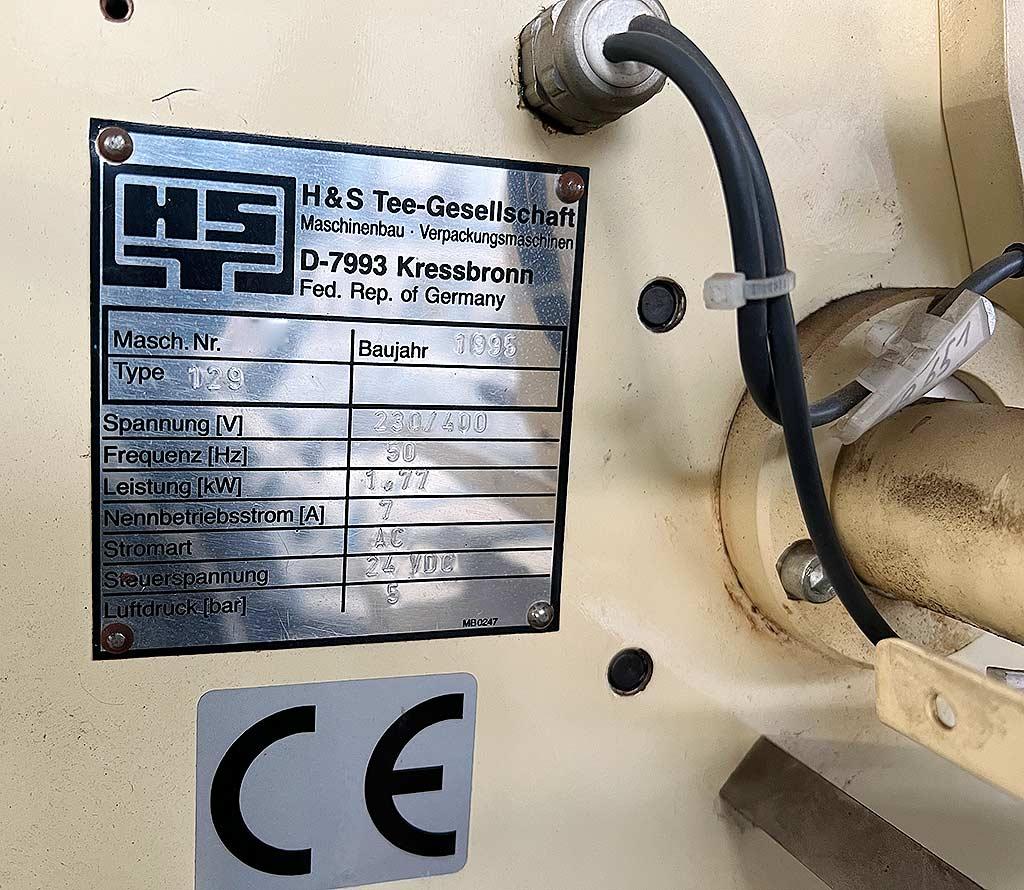 HST
H&S Tee-Gesellschaft
Maschinenbau · Verpackungsmaschinen
D-7993 Kressbronn
Fed. Rep. of Germany
Masch. Nr.
Baujahr 1995
Type 129
Spannung [V] 230/400
Frequenz [Hz] 50
Leistung [kW] 1.77
Nennbetriebsstrom [A] 7
Stromart AC
Steuerspannung 24 VDC
Luftdruck [bar] 5
MB0247
CE